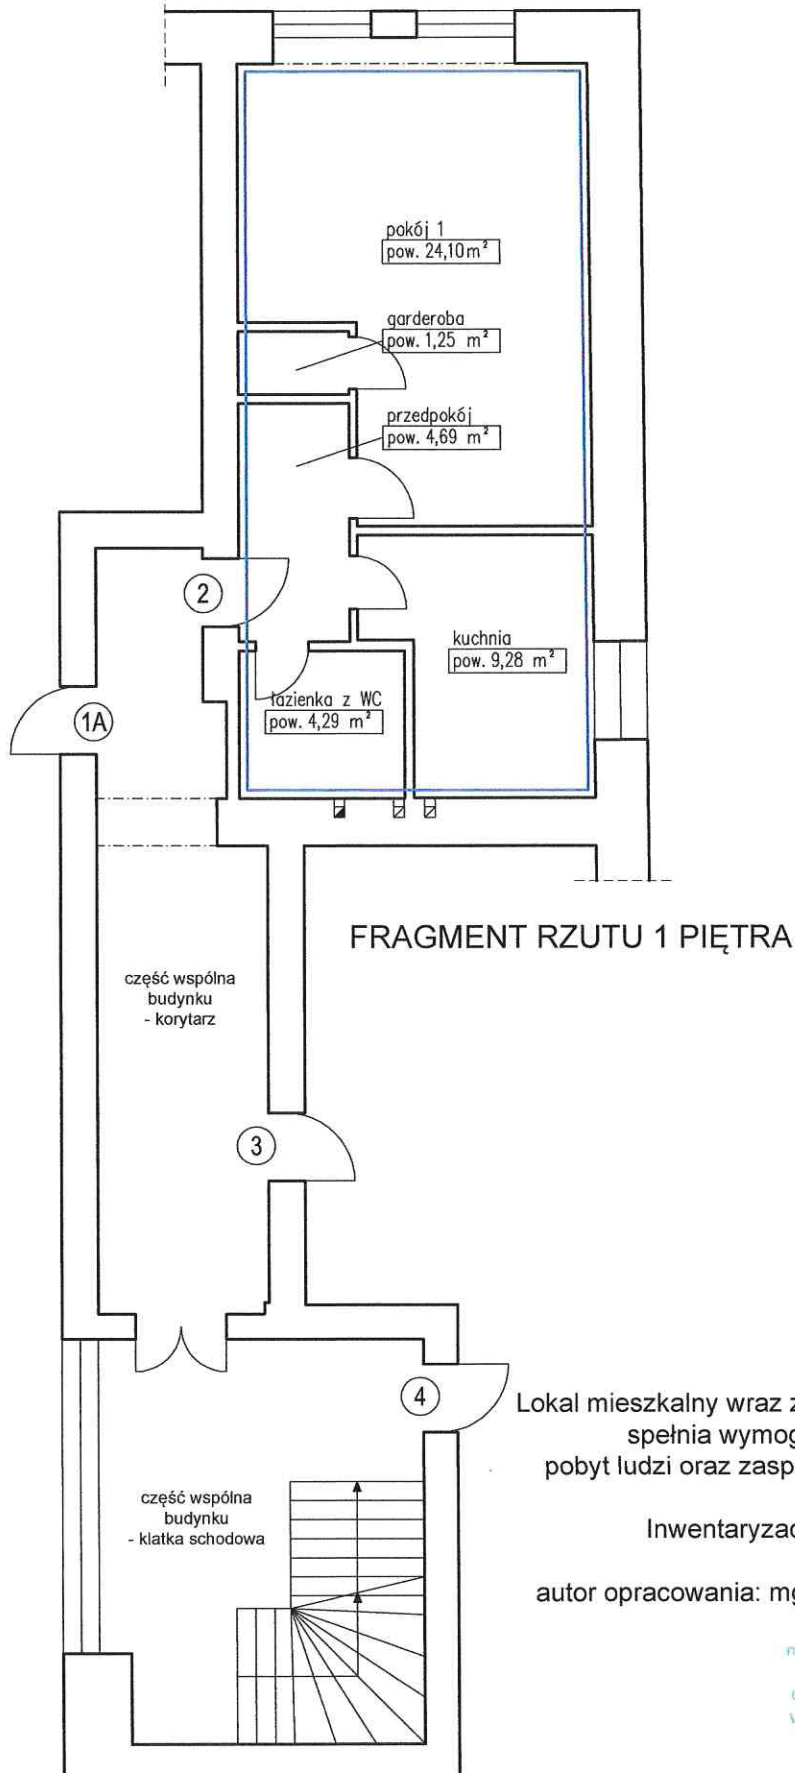 pokój 1
pow. 24,10m²
garderoba
pow. 1,25 m²
przedpokój
pow. 4,69 m²
2
kuchnia
pow. 9,28 m²
1A
łazienka z WC
pow. 4,29 m²
FRAGMENT RZUTU 1 PIĘTRA
część wspólna
budynku
- korytarz
3
4
Lokal mieszkalny wraz z
spełnia wymog
pobyt ludzi oraz zasp
część wspólna
budynku
- klatka schodowa
Inwentaryzac
autor opracowania: mg